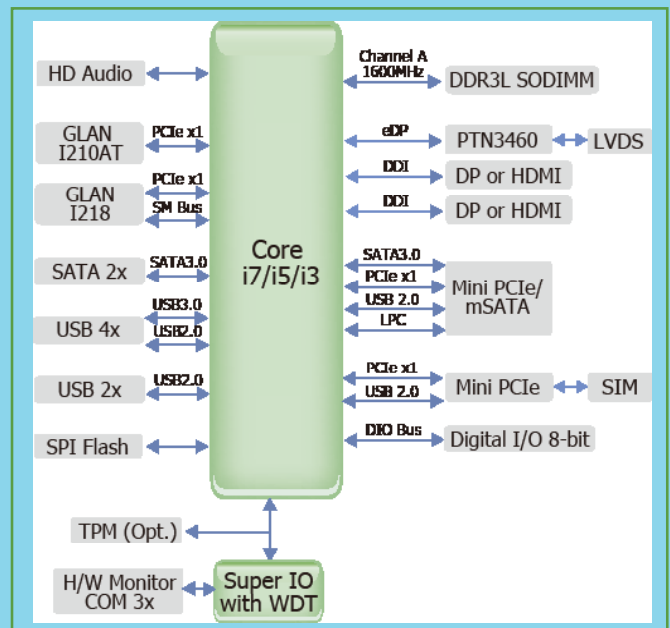 HD Audio
GLAN
I210AT
PCIe x1
GLAN
I218
PCIe x1
SM Bus
SATA 2x
SATA3.0
USB 4x
USB3.0
USB2.0
USB 2x
USB2.0
SPI Flash
Core
i7/i5/i3
Channel A
1600MHz
DDR3L SODIMM
eDP
PTN3460
LVDS
DDI
DP or HDMI
DDI
DP or HDMI
SATA3.0
PCIe x1
USB 2.0
LPC
Mini PCIe/
mSATA
PCIe x1
USB 2.0
Mini PCIe
SIM
DIO Bus
Digital I/O 8-bit
TPM (Opt.)
H/W Monitor
COM 3x
Super IO
with WDT